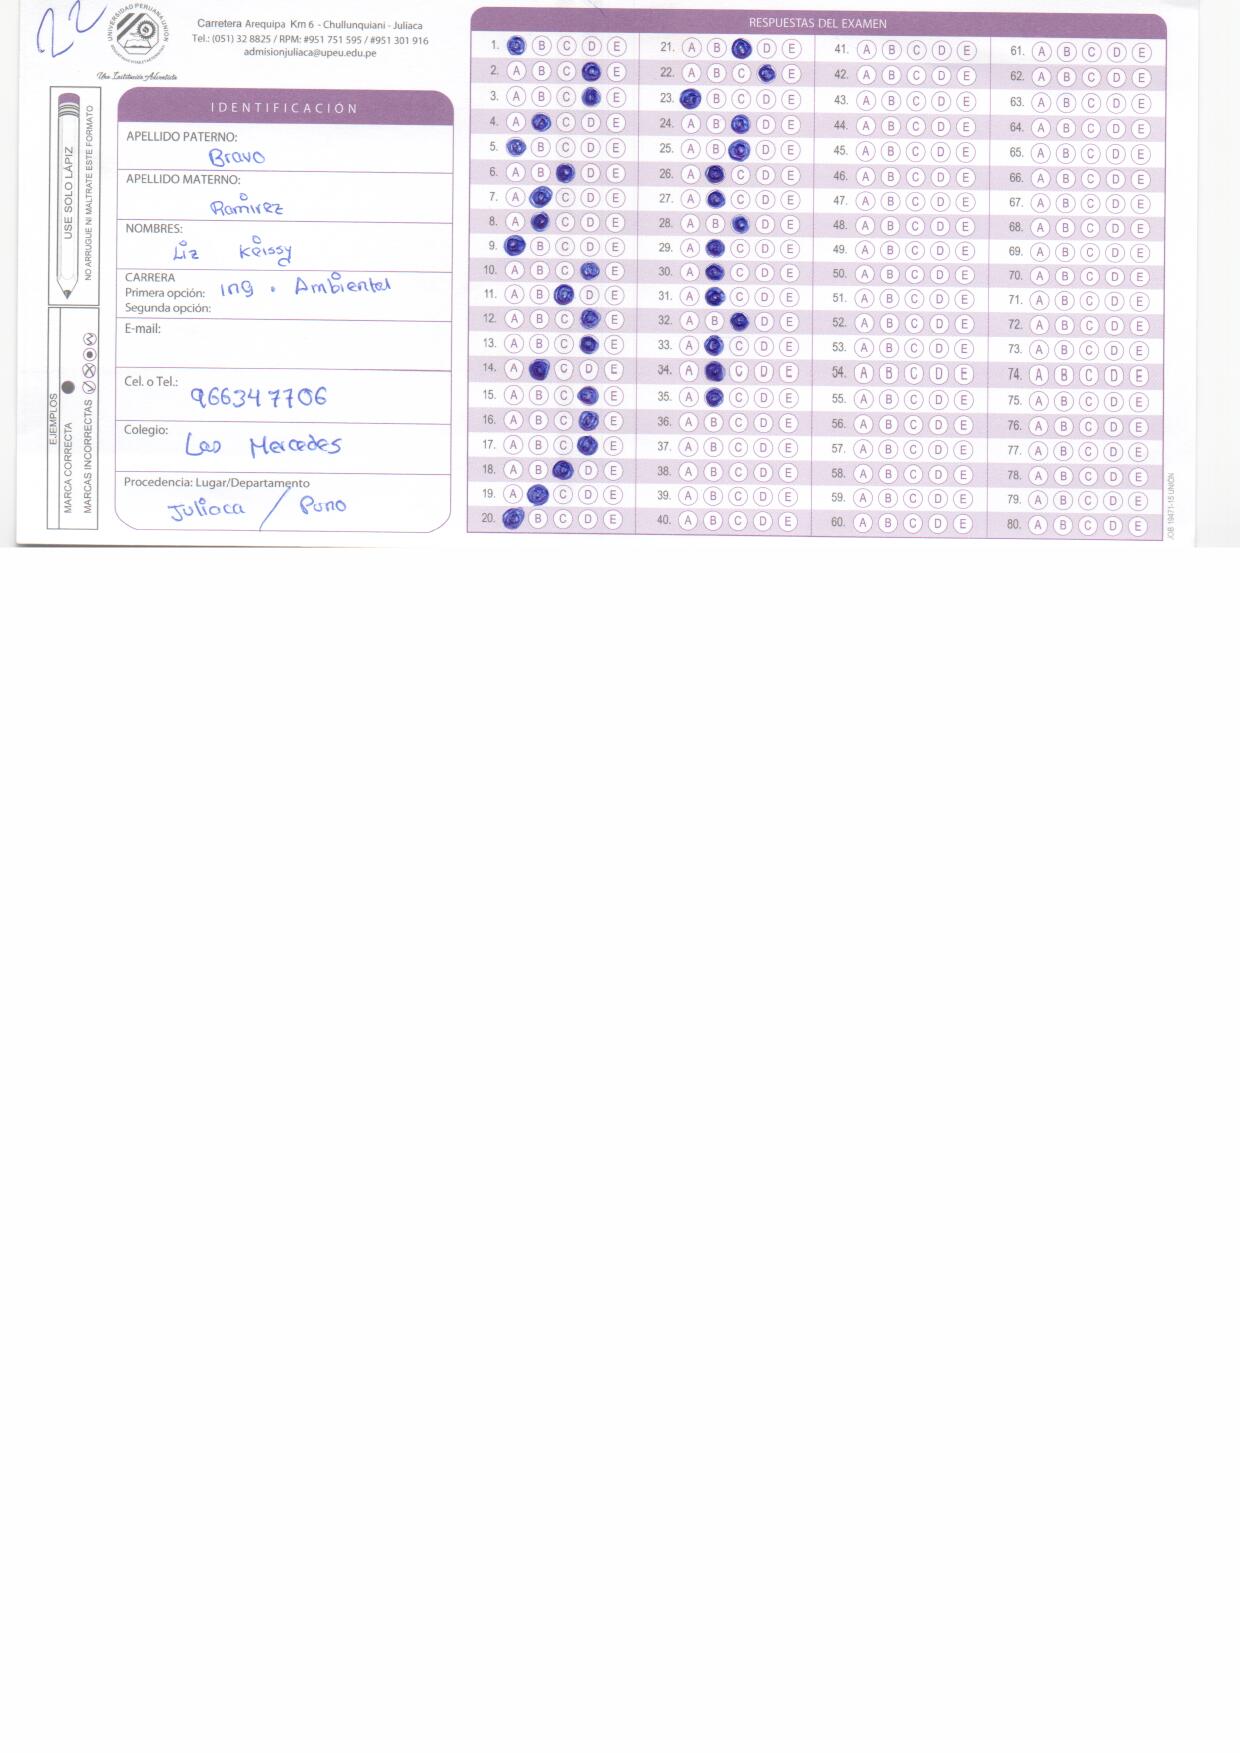 22
UNIVERSIDAD PERUANA UNION
Una Institución Adventista
Carretera Arequipa Km 6 - Chullunquiani - Juliaca
Tel.: (051) 32 8825 / RPM: #951 751 595 / #951 301 916
admisionjuliaca@upeu.edu.pe
USE SOLO LÁPIZ
NO ARRUGUE NI MALTRATE ESTE FORMATO
EJEMPLOS
MARCA CORRECTA
MARCAS INCORRECTAS
IDENTIFICACIÓN
APELLIDO PATERNO:
Bravo
APELLIDO MATERNO:
Ramirez
NOMBRES:
Liz Keissy
CARRERA
Primera opción: ing. Ambiental
Segunda opción:
E-mail:
Cel. o Tel.:
966347706
Colegio:
Las Mercedes
Procedencia: Lugar/Departamento
Juliaca / Puno
RESPUESTAS DEL EXAMEN
1. B C D E
2. A B C E
3. A B C E
4. A C D E
5. B C D E
6. A B D E
7. A C D E
8. A C D E
9. B C D E
10. A B C E
11. A B D E
12. A B C E
13. A B C E
14. A C D E
15. A B C E
16. A B C E
17. A B C E
18. A B D E
19. A C D E
20. B C D E
21. A B D E
22. A B C E
23. B C D E
24. A B D E
25. A B D E
26. A C D E
27. A C D E
28. A B D E
29. A C D E
30. A C D E
31. A C D E
32. A B D E
33. A C D E
34. A C D E
35. A C D E
36. A B C D E
37. A B C D E
38. A B C D E
39. A B C D E
40. A B C D E
41. A B C D E
42. A B C D E
43. A B C D E
44. A B C D E
45. A B C D E
46. A B C D E
47. A B C D E
48. A B C D E
49. A B C D E
50. A B C D E
51. A B C D E
52. A B C D E
53. A B C D E
54. A B C D E
55. A B C D E
56. A B C D E
57. A B C D E
58. A B C D E
59. A B C D E
60. A B C D E
61. A B C D E
62. A B C D E
63. A B C D E
64. A B C D E
65. A B C D E
66. A B C D E
67. A B C D E
68. A B C D E
69. A B C D E
70. A B C D E
71. A B C D E
72. A B C D E
73. A B C D E
74. A B C D E
75. A B C D E
76. A B C D E
77. A B C D E
78. A B C D E
79. A B C D E
80. A B C D E
JOB 19471-15 UNIÓN